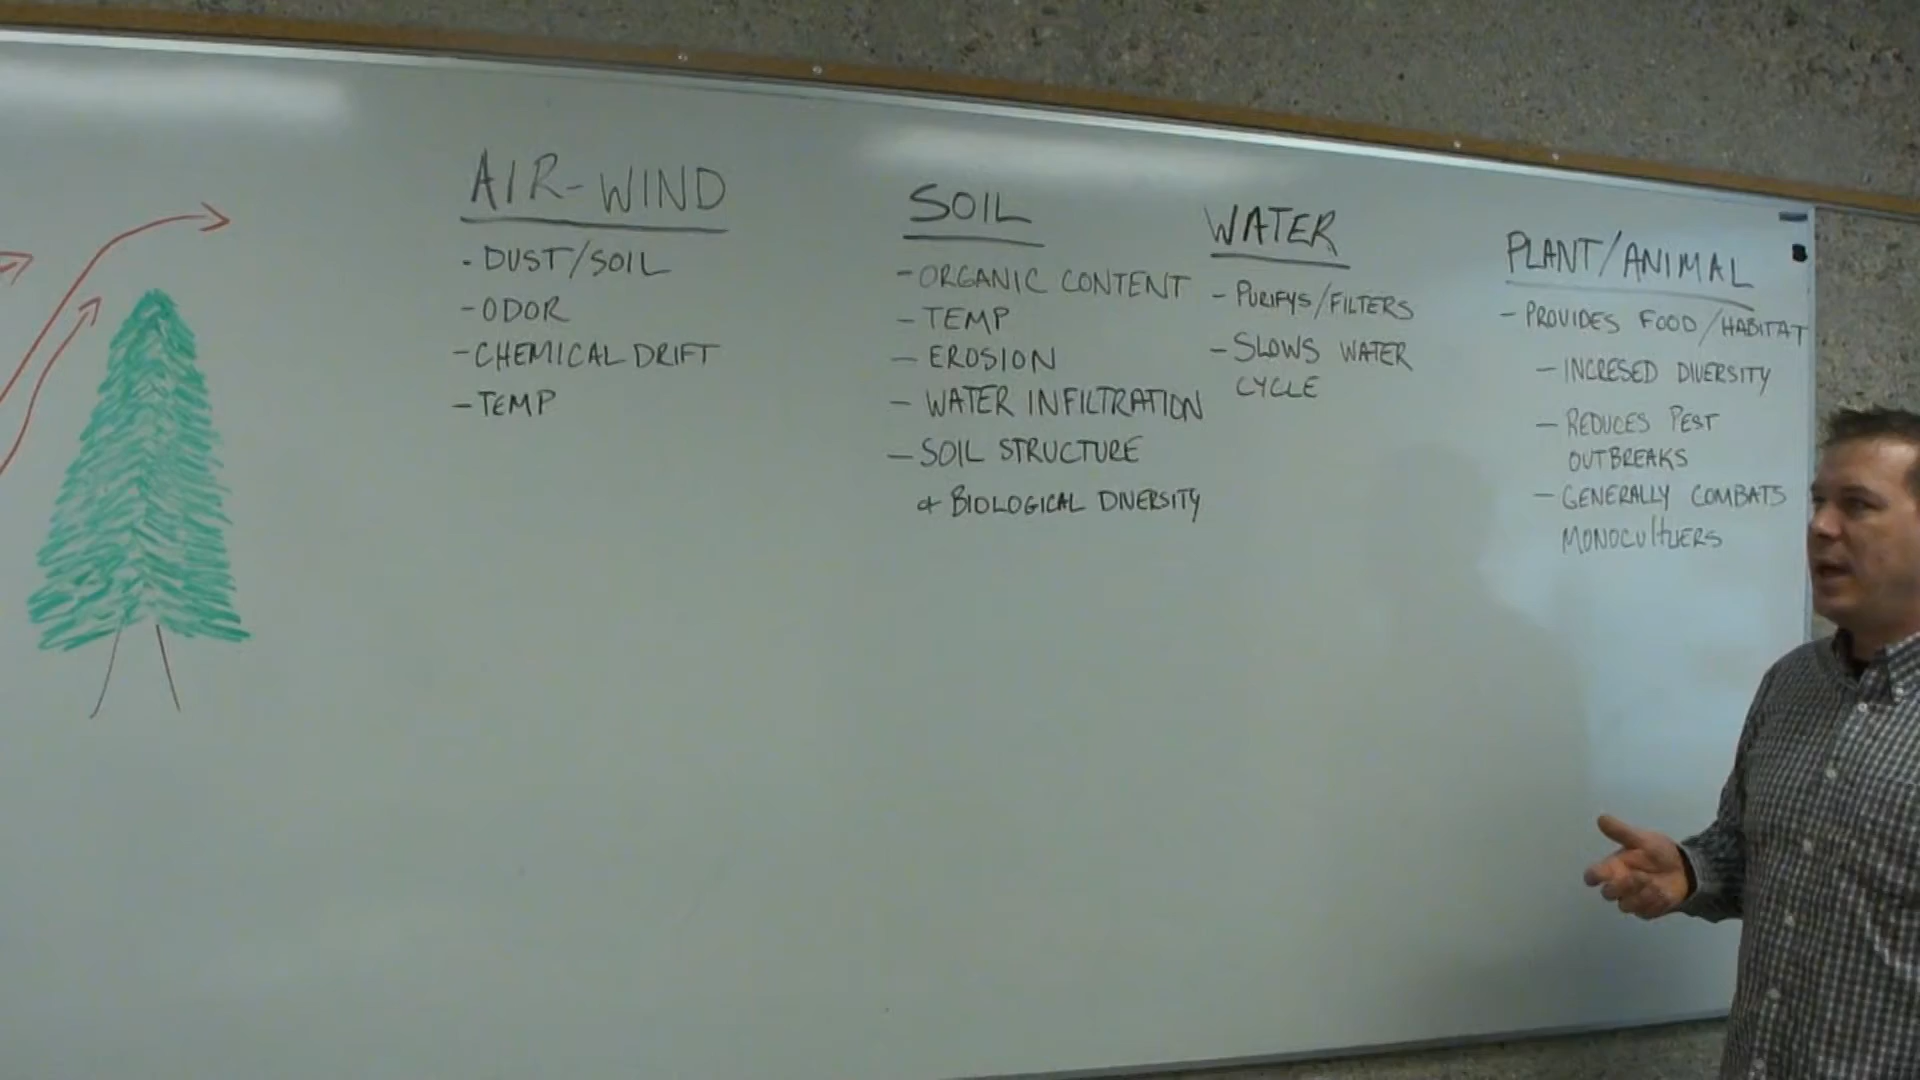 AIR-WIND
- DUST/SOIL
- ODOR
- CHEMICAL DRIFT
- TEMP
SOIL
- ORGANIC CONTENT
- TEMP
- EROSION
- WATER INFILTRATION
- SOIL STRUCTURE
& BIOLOGICAL DIVERSITY
WATER
- PURIFYS/FILTERS
- SLOWS WATER
CYCLE
PLANT/ANIMAL
- PROVIDES FOOD/HABITAT
- INCRESED DIVERSITY
- REDUCES PEST
OUTBREAKS
- GENERALLY COMBATS
MONOCULTUERS